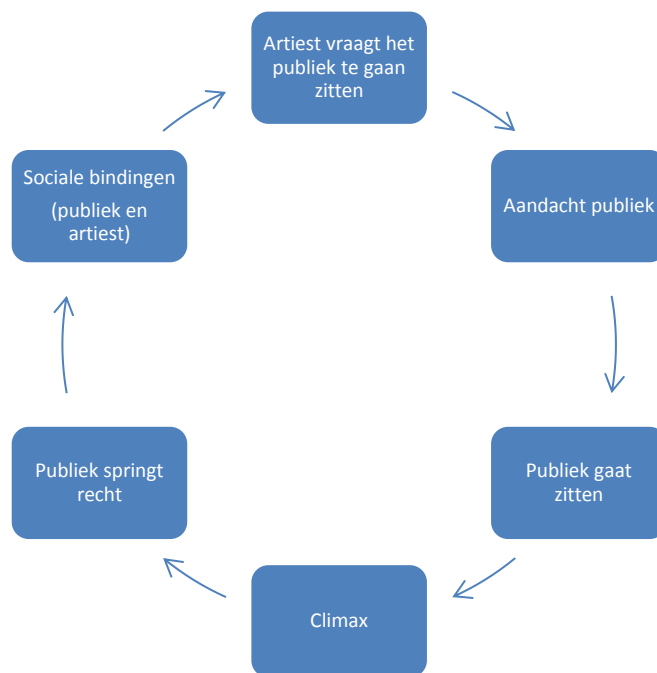 Artiest vraagt het
publiek te gaan
zitten
Aandacht publiek
Publiek gaat
zitten
Climax
Publiek springt
recht
Sociale bindingen
(publiek en
artiest)